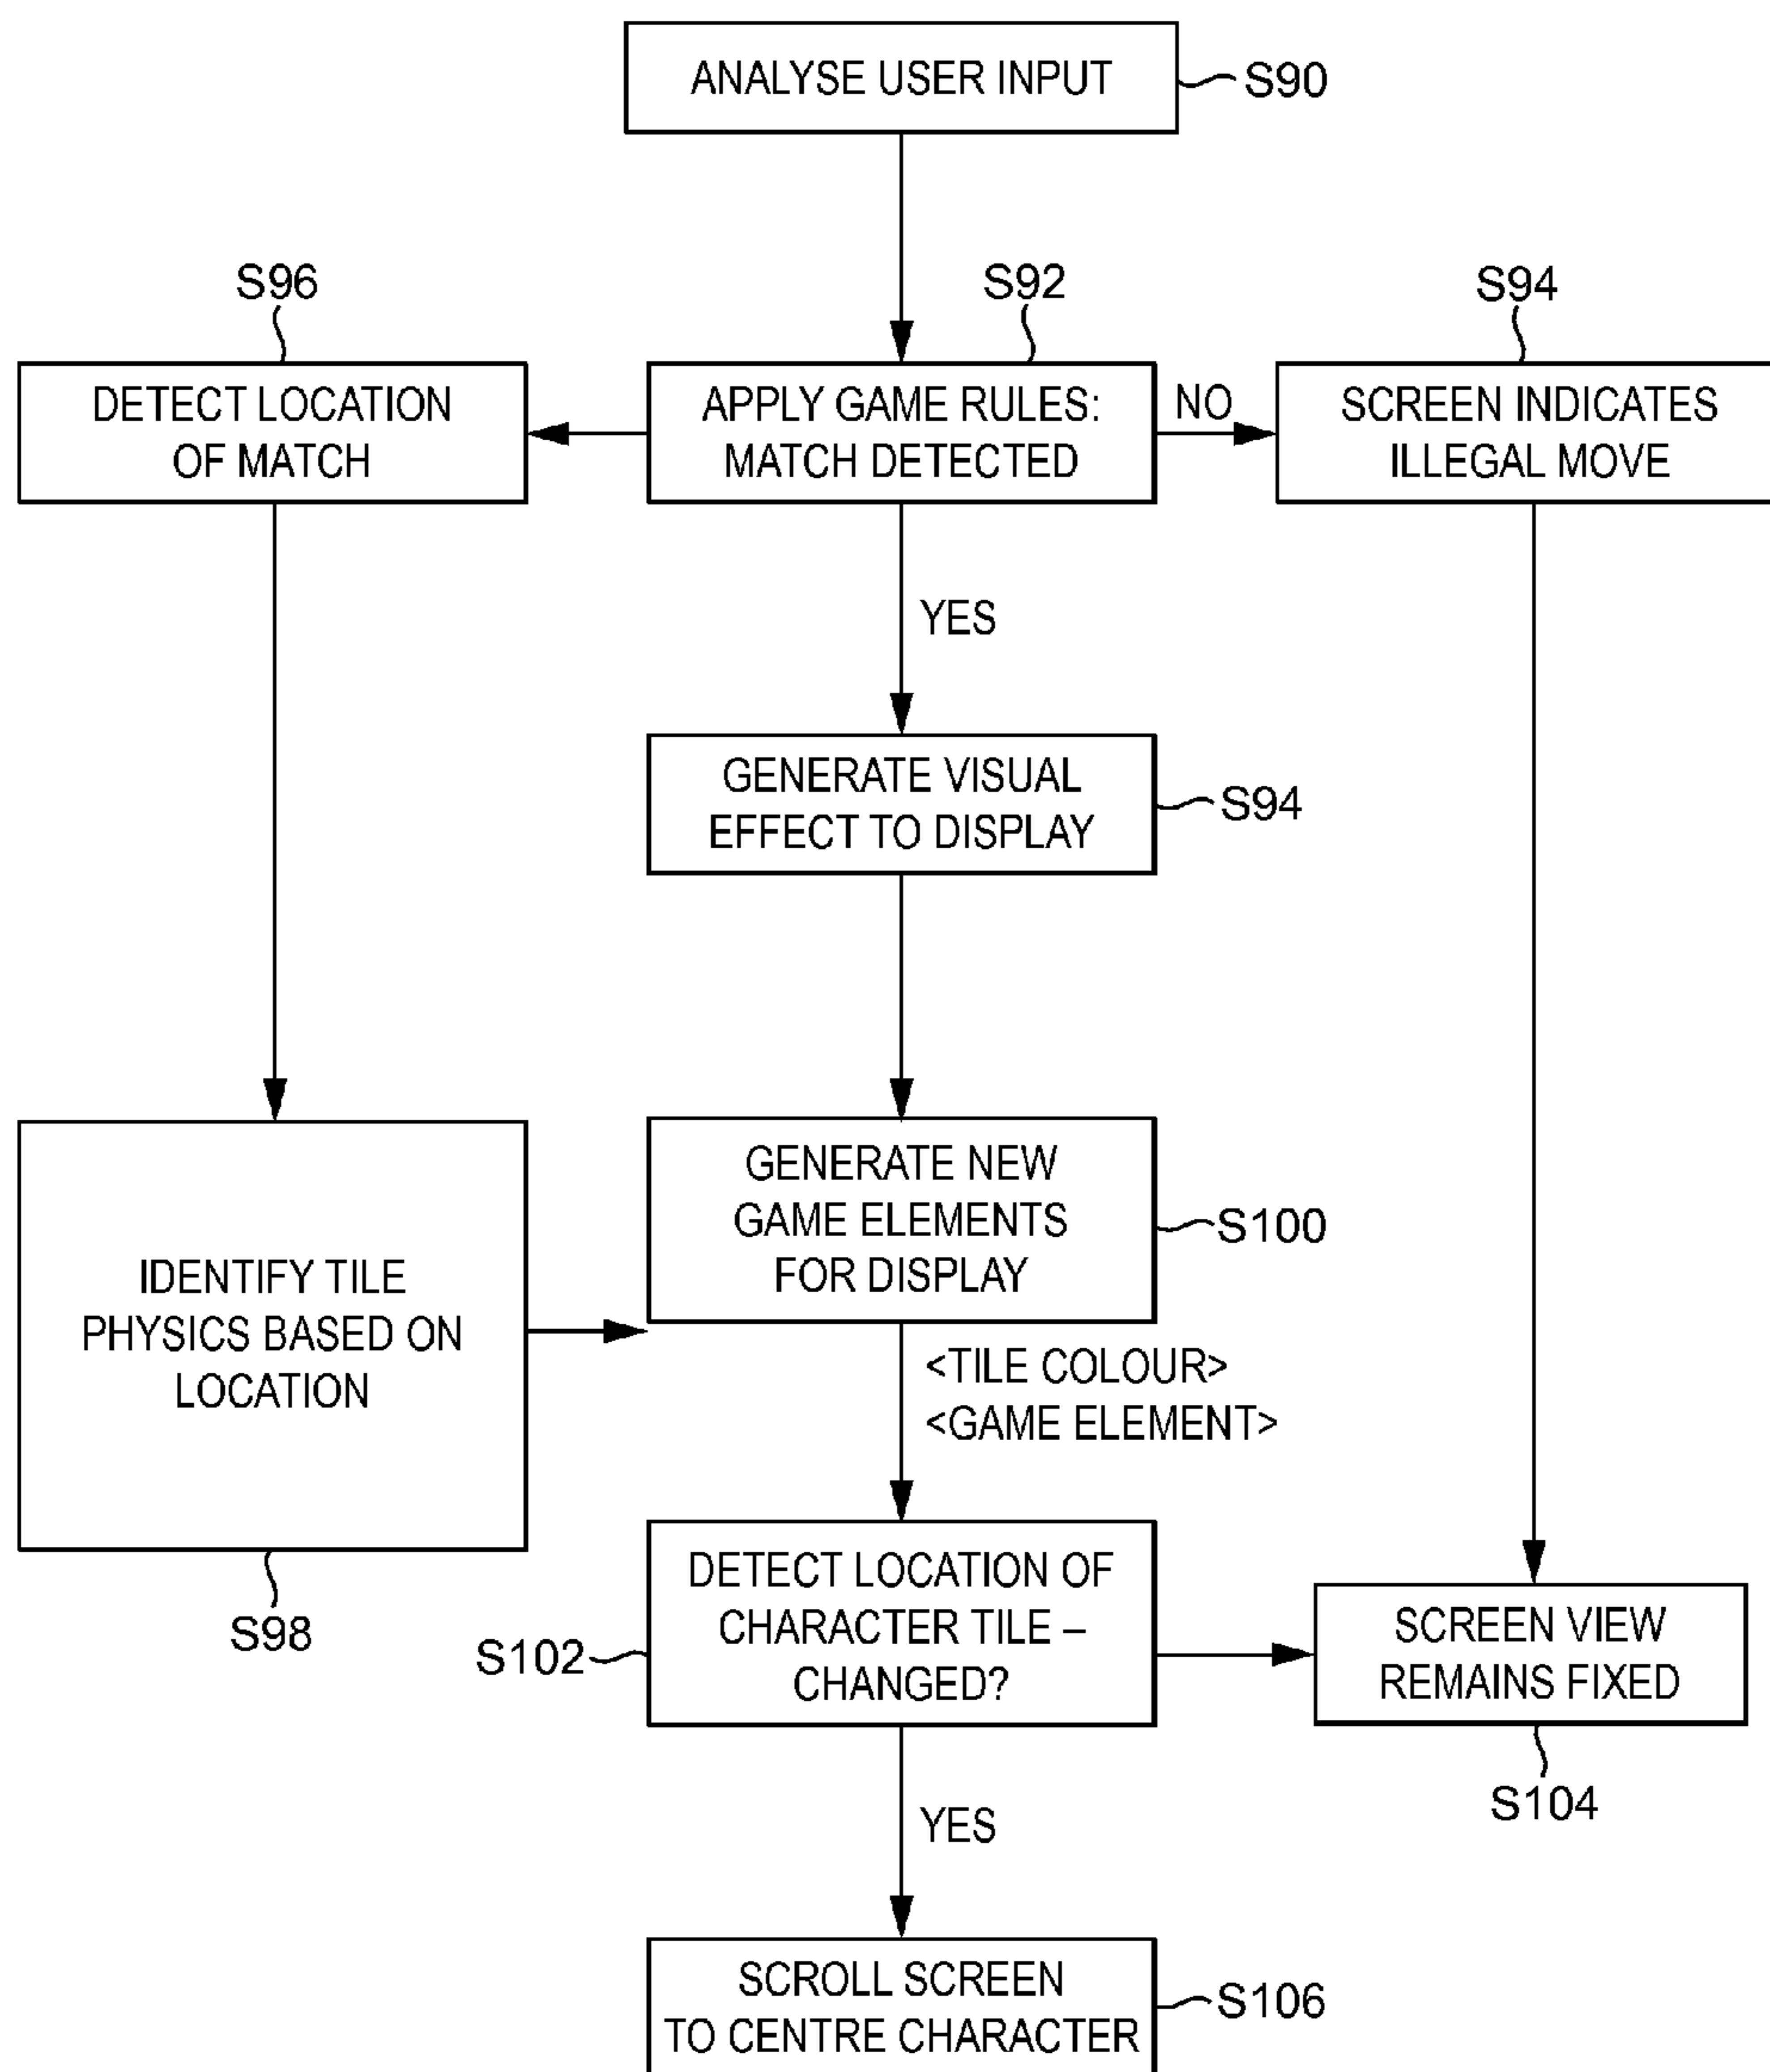 ANALYSE USER INPUT
S90
S96
S92
S94
DETECT LOCATION
OF MATCH
APPLY GAME RULES:
MATCH DETECTED
NO
SCREEN INDICATES
ILLEGAL MOVE
YES
GENERATE VISUAL
EFFECT TO DISPLAY
S94
GENERATE NEW
GAME ELEMENTS
FOR DISPLAY
S100
IDENTIFY TILE
PHYSICS BASED ON
LOCATION
S98
<TILE COLOUR>
<GAME ELEMENT>
DETECT LOCATION OF
CHARACTER TILE –
CHANGED?
S102
SCREEN VIEW
REMAINS FIXED
S104
YES
SCROLL SCREEN
TO CENTRE CHARACTER
S106